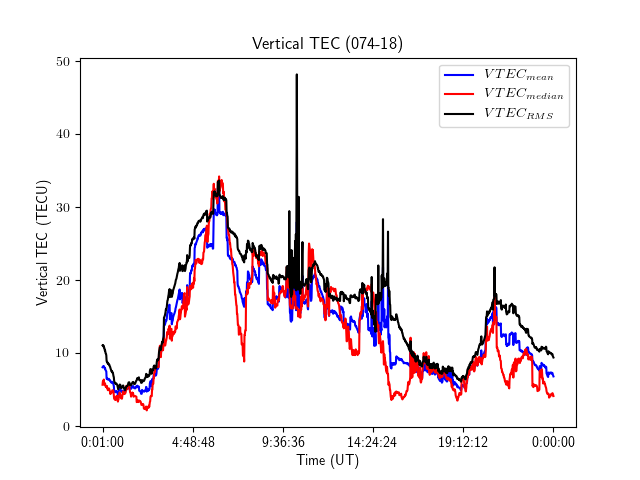 Vertical TEC (074-18)
50
40
30
20
10
0
Vertical TEC (TECU)
VTEC_mean
VTEC_median
VTEC_RMS
0:01:00 4:48:48 9:36:36 14:24:24 19:12:12 0:00:00
Time (UT)